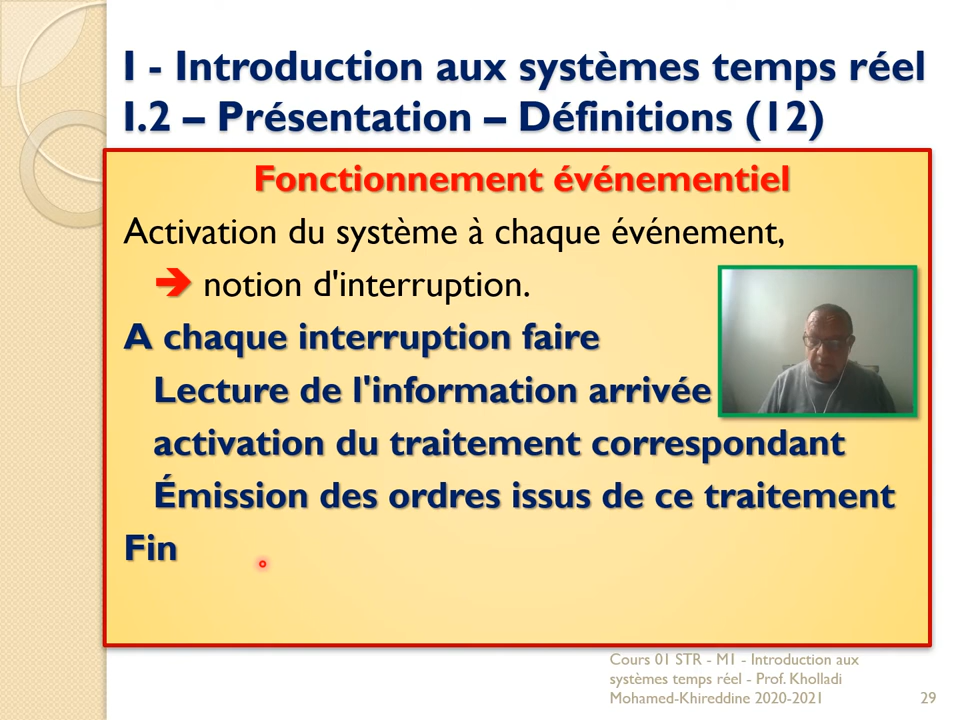 I - Introduction aux systèmes temps réel
I.2 – Présentation – Définitions (12)
Fonctionnement événementiel
Activation du système à chaque événement,
➔ notion d'interruption.
A chaque interruption faire
Lecture de l'information arrivée
activation du traitement correspondant
Émission des ordres issus de ce traitement
Fin
Cours 01 STR - M1 - Introduction aux
systèmes temps réel - Prof. Kholladi
Mohamed-Khireddine 2020-2021
29